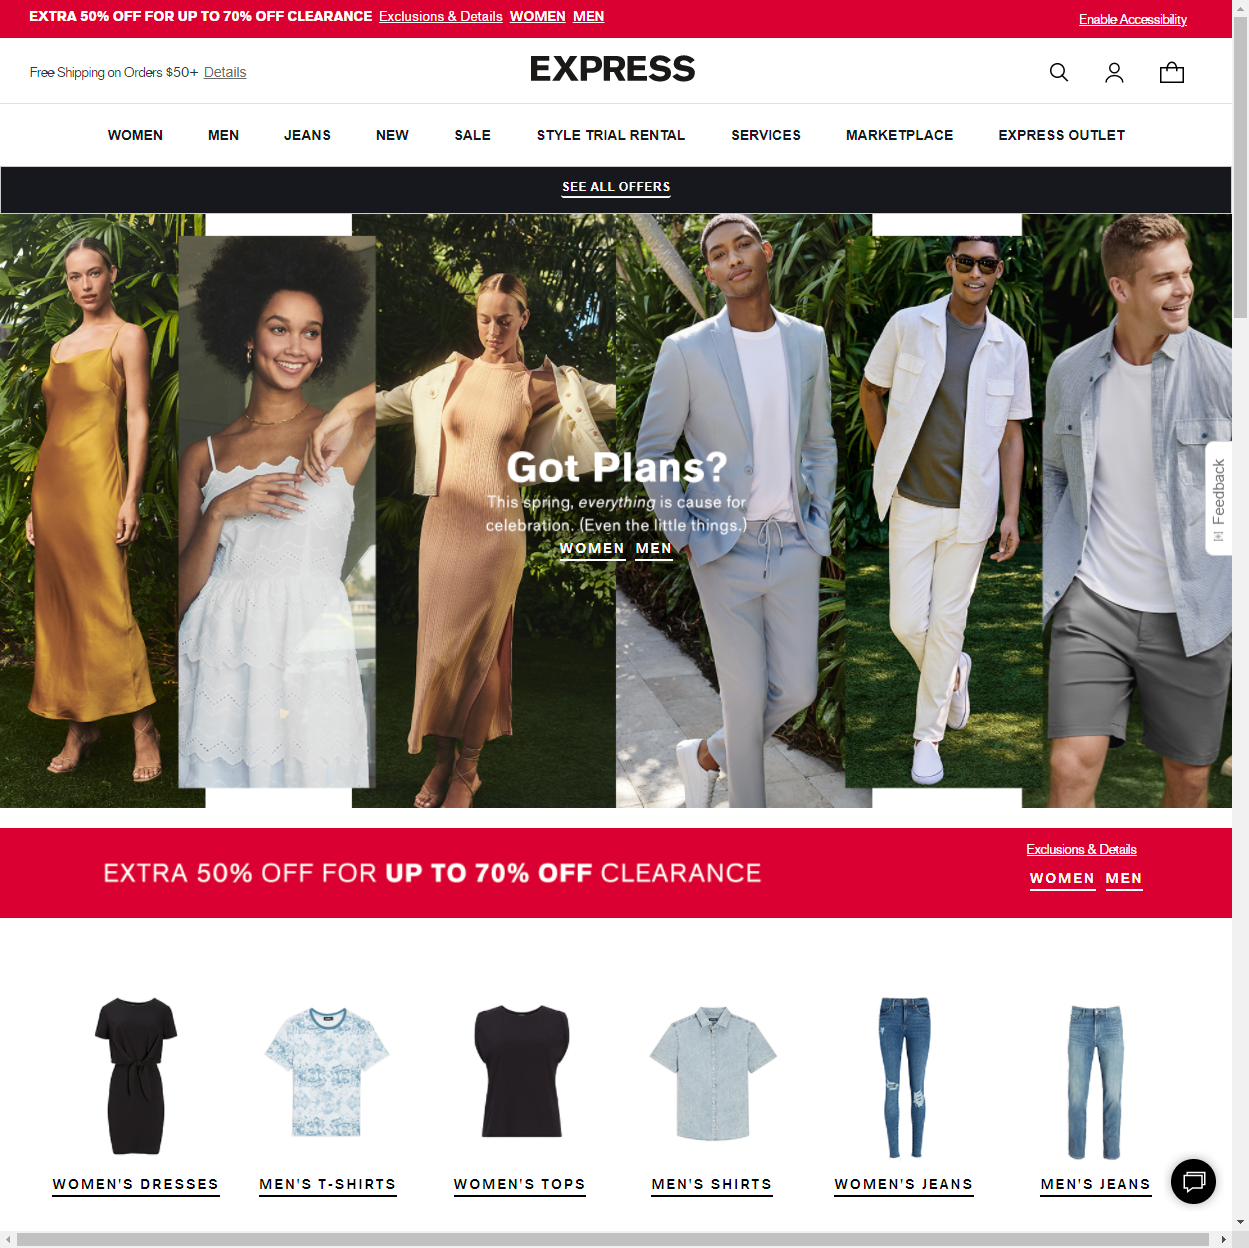 EXTRA 50% OFF FOR UP TO 70% OFF CLEARANCE Exclusions & Details WOMEN MEN
Enable Accessibility
Free Shipping on Orders $50+ Details
EXPRESS
WOMEN MEN JEANS NEW SALE STYLE TRIAL RENTAL SERVICES MARKETPLACE EXPRESS OUTLET
SEE ALL OFFERS
Got Plans?
This spring, everything is cause for
celebration. (Even the little things.)
WOMEN MEN
Feedback
Exclusions & Details
EXTRA 50% OFF FOR UP TO 70% OFF CLEARANCE
WOMEN MEN
WOMEN'S DRESSES MEN'S T-SHIRTS WOMEN'S TOPS MEN'S SHIRTS WOMEN'S JEANS MEN'S JEANS